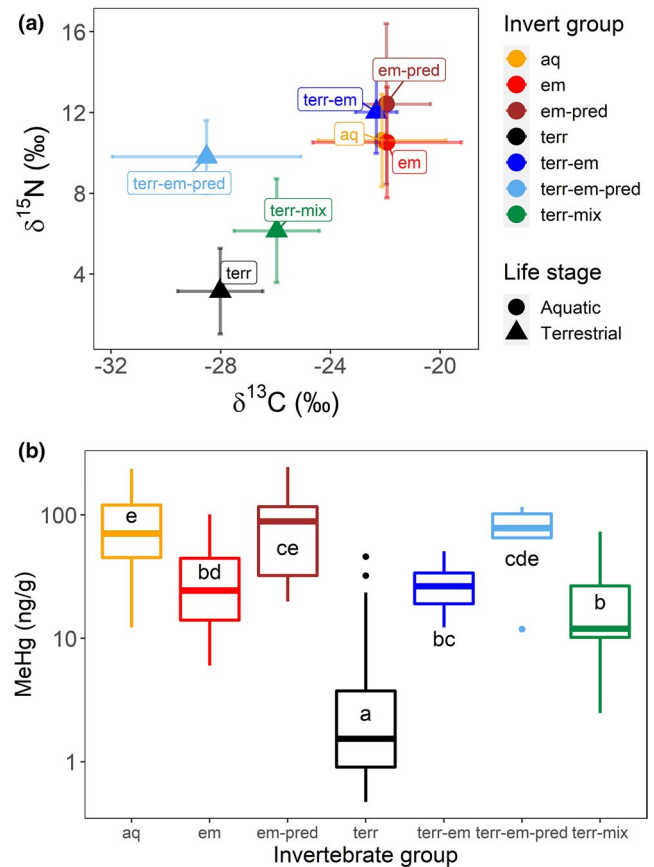 (a)
16
12
8
4
δ15N (‰)
em-pred
terr-em
aq
em
terr-em-pred
terr-mix
terr
-32
-28
-24
-22
-20
δ13C (‰)
Invert group
aq
em
em-pred
terr
terr-em
terr-em-pred
terr-mix
Life stage
Aquatic
Terrestrial
(b)
100
10
1
MeHg (ng/g)
e
bd
ce
a
bc
cde
b
aq
em
em-pred
terr
terr-em
terr-em-pred
terr-mix
Invertebrate group